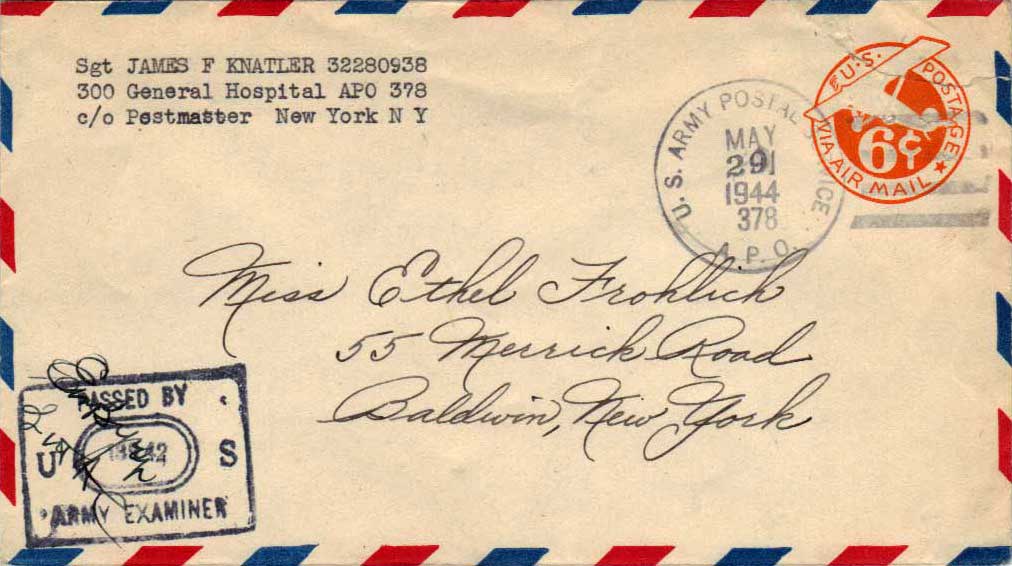 Sgt JAMES F KNATLER 32280938
300 General Hospital APO 378
c/o Postmaster New York N Y
U. S. ARMY POSTAL SERVICE
MAY
29
1944
378
A. P. O.
U.S. POSTAGE
6¢
VIA AIR MAIL
Miss Ethel Frohlich
55 Merrick Road
Baldwin, New York
PASSED BY
U S
ARMY EXAMINER